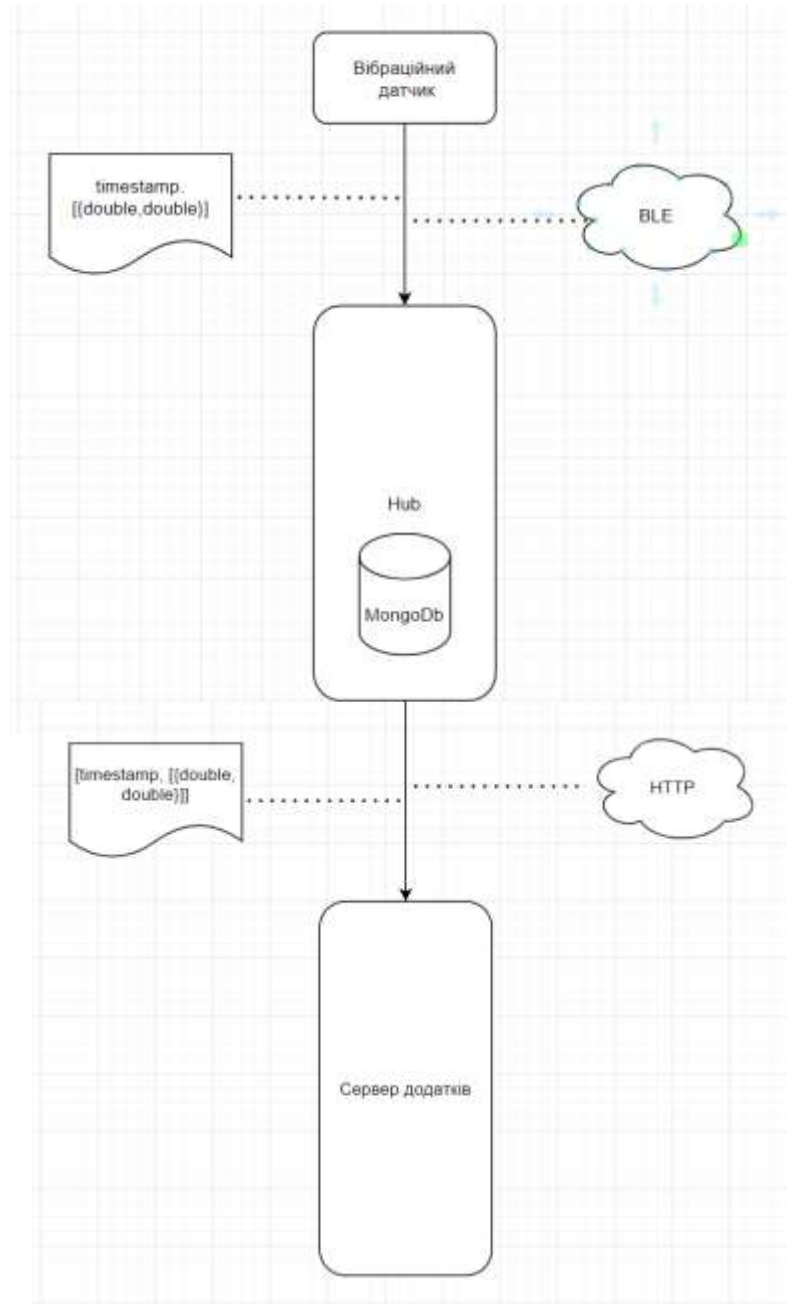 Вібраційний
датчик
timestamp.
[{double,double}]
BLE
Hub
MongoDb
[timestamp, [{double,
double}]]
HTTP
Сервер додатків